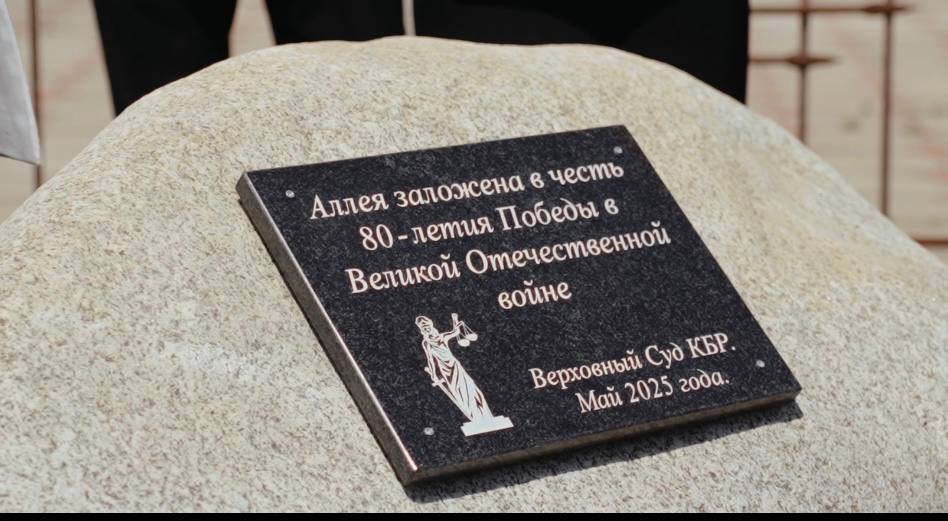 Аллея заложена в честь
80-летия Победы в
Великой Отечественной
войне
Верховный Суд КБР.
Май 2025 года.